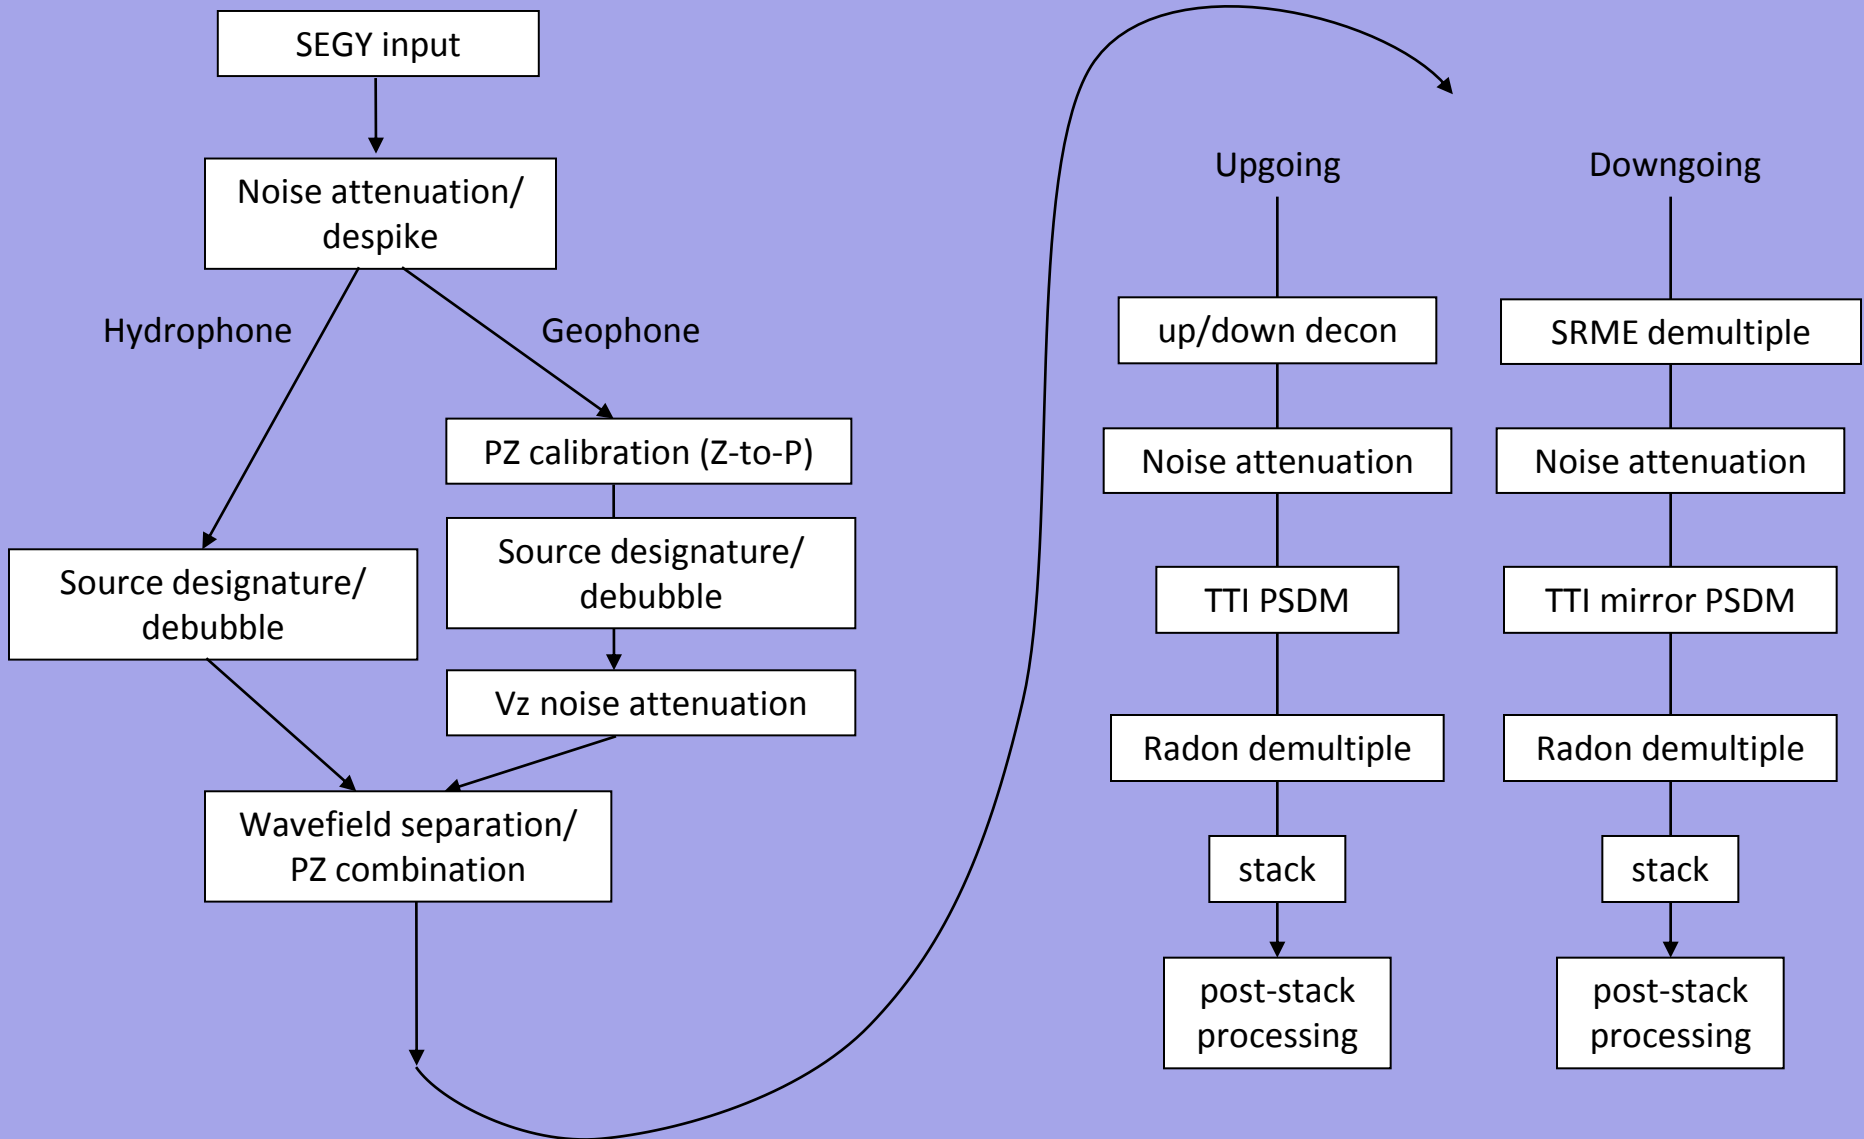 SEGY input
Noise attenuation/
despike
Hydrophone
Geophone
PZ calibration (Z-to-P)
Source designature/
debubble
Source designature/
debubble
Vz noise attenuation
Wavefield separation/
PZ combination
Upgoing
up/down decon
Noise attenuation
TTI PSDM
Radon demultiple
stack
post-stack
processing
Downgoing
SRME demultiple
Noise attenuation
TTI mirror PSDM
Radon demultiple
stack
post-stack
processing